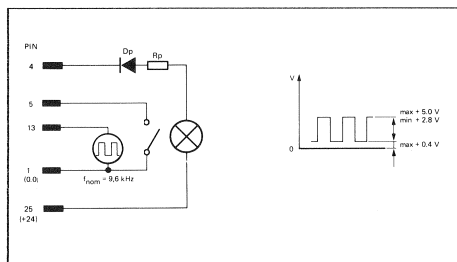 PIN
4
Dp
Rp
5
13
1
(0.0)
f nom = 9,6 kHz
25
(+24)
V
0
max + 5.0 V
min + 2.8 V
max + 0.4 V